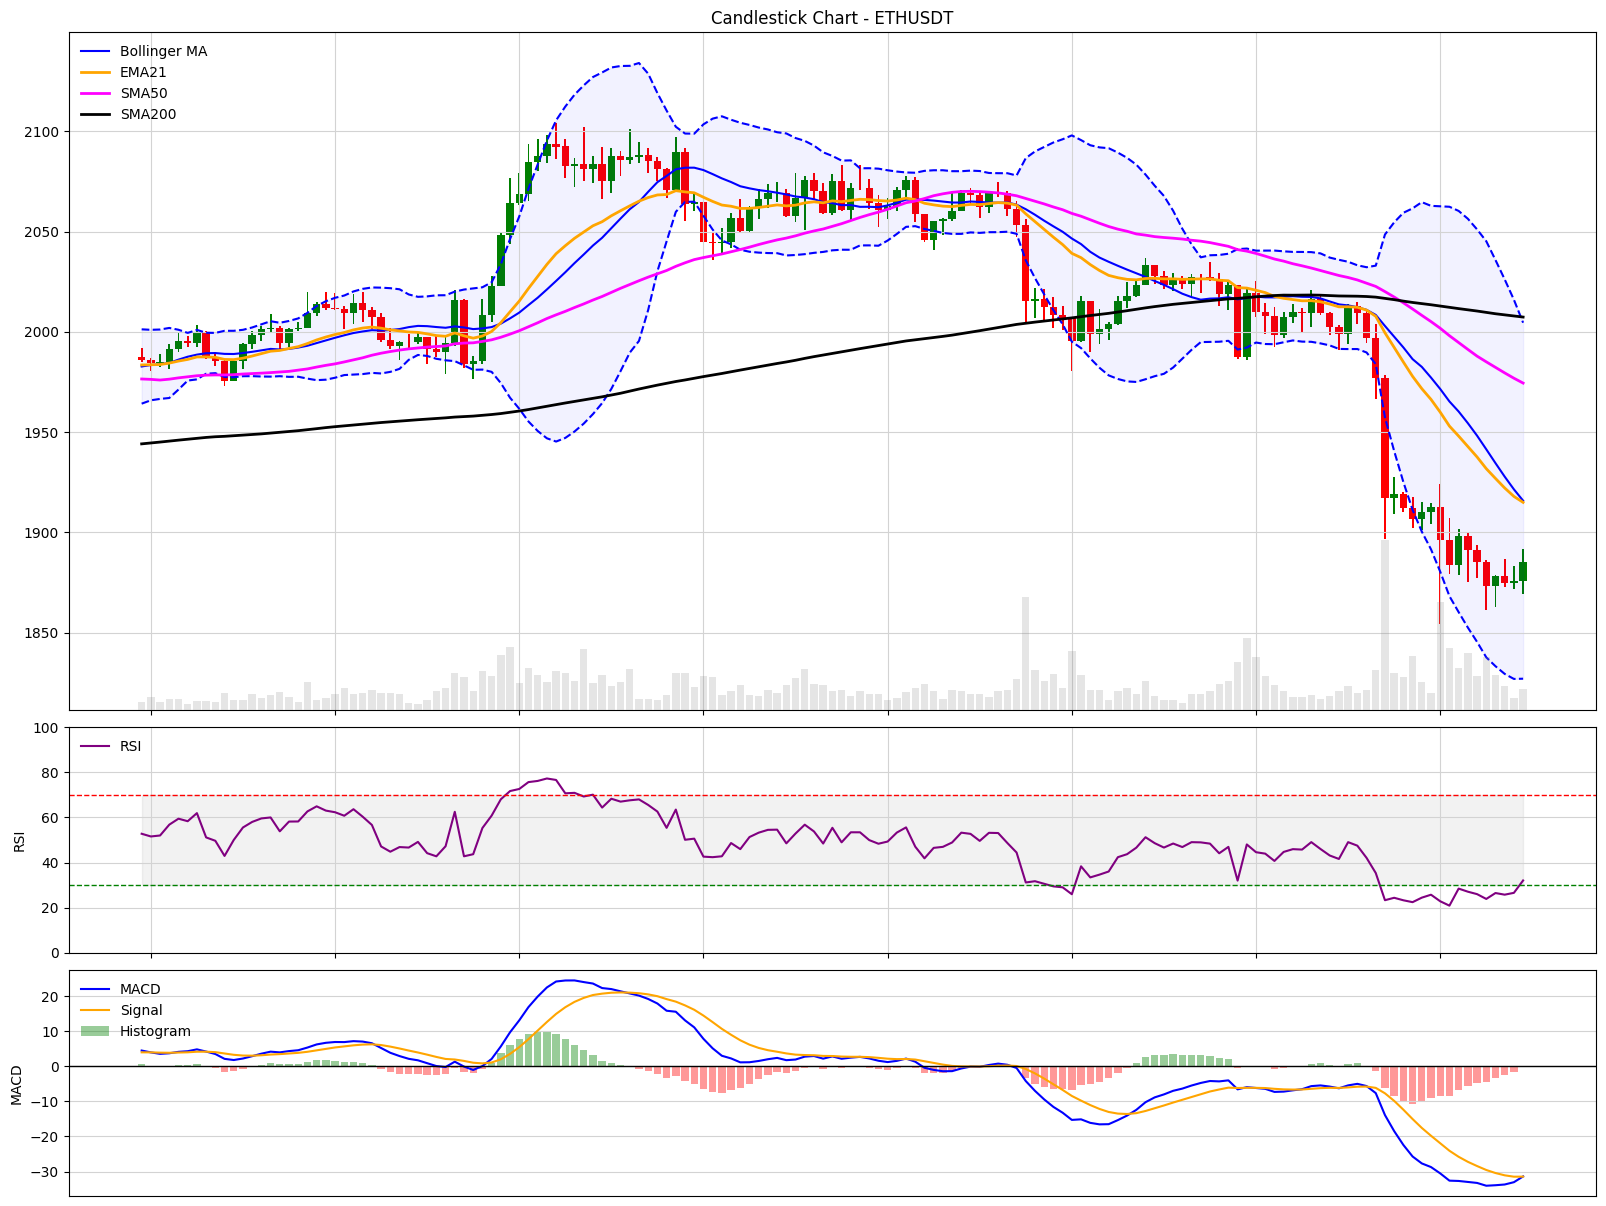 Candlestick Chart - ETHUSDT
Bollinger MA
EMA21
SMA50
SMA200
2100
2050
2000
1950
1900
1850
RSI
100
80
60
40
20
0
RSI
MACD
Signal
Histogram
20
10
0
−10
−20
−30
MACD